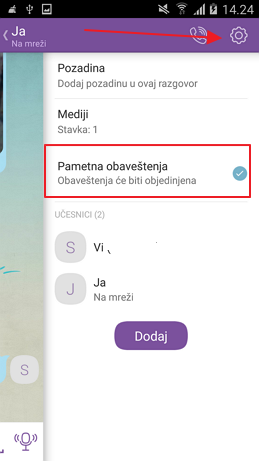 14.24
Ja
Na mreži
Pozadina
Dodaj pozadinu u ovaj razgovor
Mediji
Stavka: 1
Pametna obaveštenja
Obaveštenja će biti objedinjena
UČESNICI (2)
S
Vi
J
Ja
Na mreži
S
Dodaj